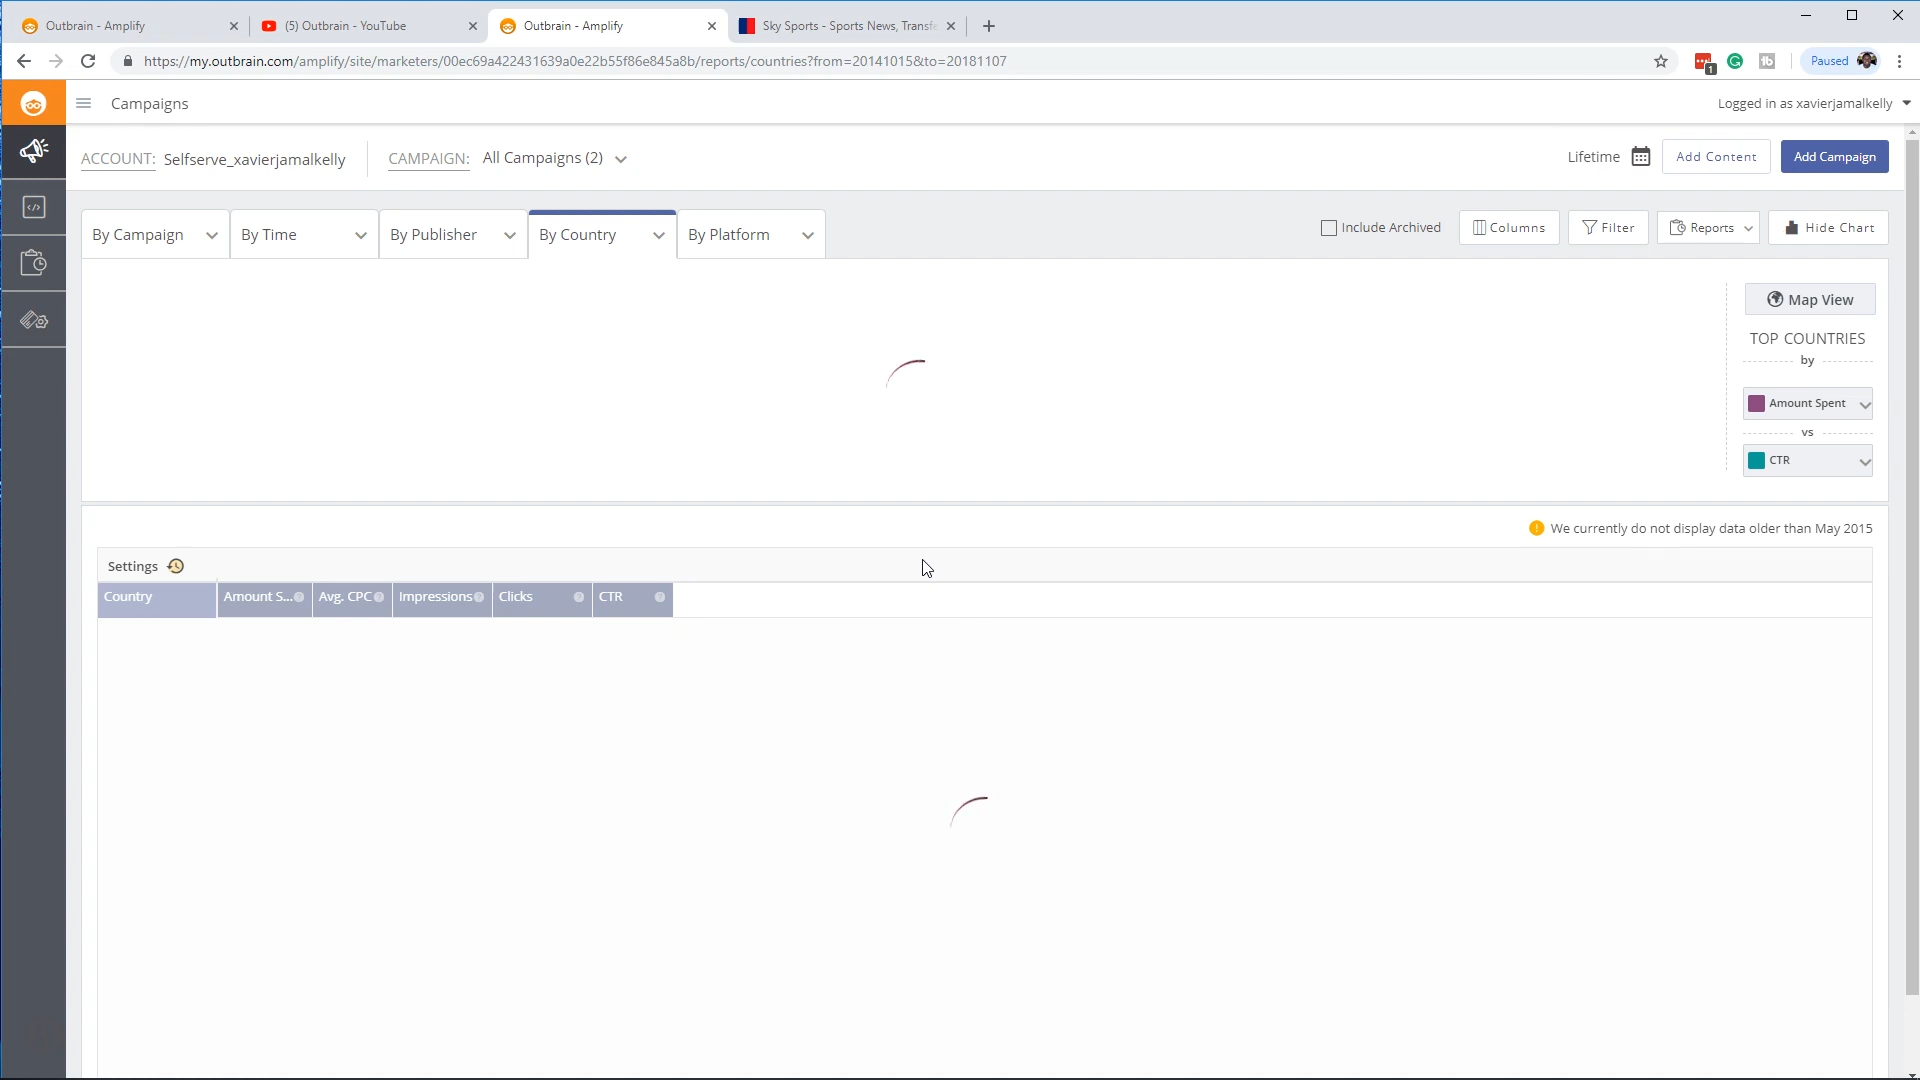 Outbrain - Amplify
(5) Outbrain - YouTube
Outbrain - Amplify
Sky Sports - Sports News, Transfe
https://my.outbrain.com/amplify/site/marketers/00ec69a422431639a0e22b55f86e845a8b/reports/countries?from=20141015&to=20181107
1
Paused
Campaigns
Logged in as xavierjamalkelly
ACCOUNT: Selfserve_xavierjamalkelly
CAMPAIGN: All Campaigns (2)
Lifetime
Add Content
Add Campaign
By Campaign
By Time
By Publisher
By Country
By Platform
Include Archived
Columns
Filter
Reports
Hide Chart
Map View
TOP COUNTRIES
by
Amount Spent
vs
CTR
We currently do not display data older than May 2015
Settings
Country
Amount S...
Avg. CPC
Impressions
Clicks
CTR